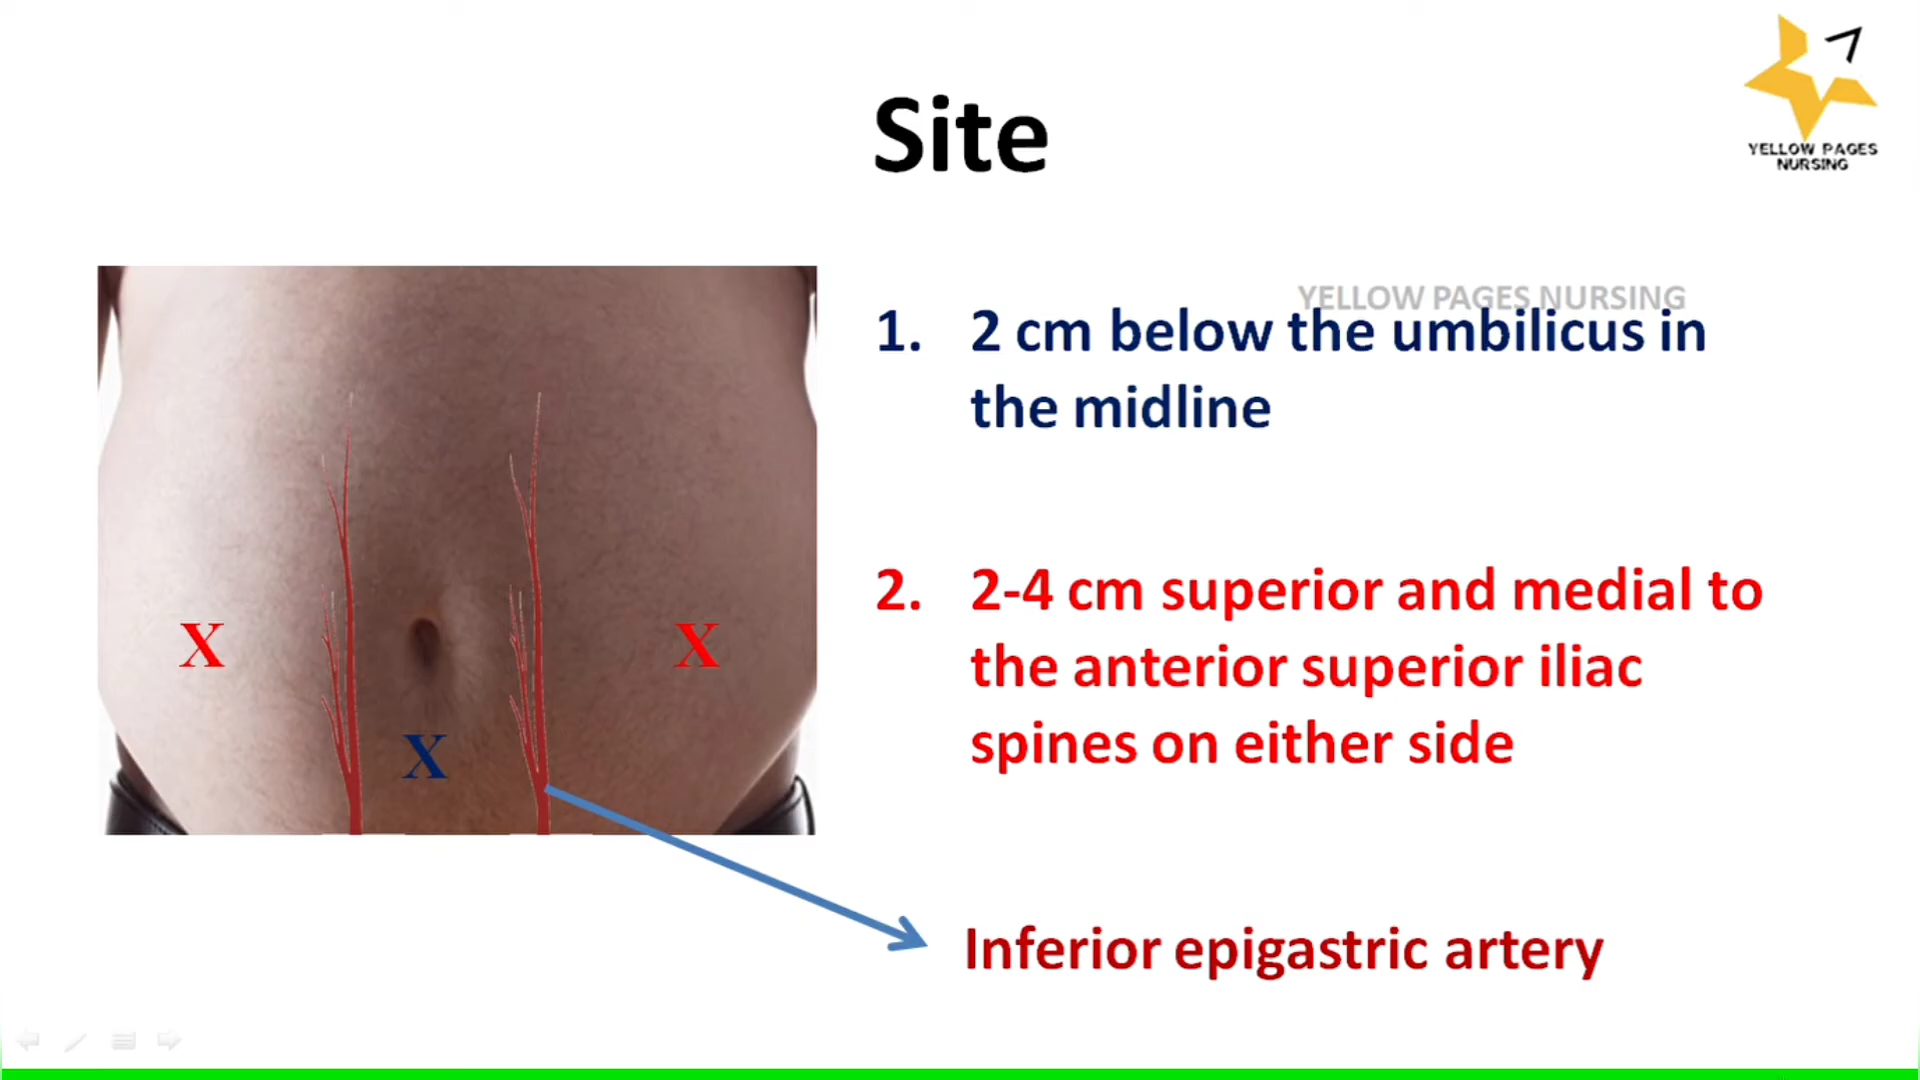 YELLOW PAGES
NURSING
Site
YELLOW PAGES NURSING
1. 2 cm below the umbilicus in
the midline
2. 2-4 cm superior and medial to
the anterior superior iliac
spines on either side
X
X
X
Inferior epigastric artery